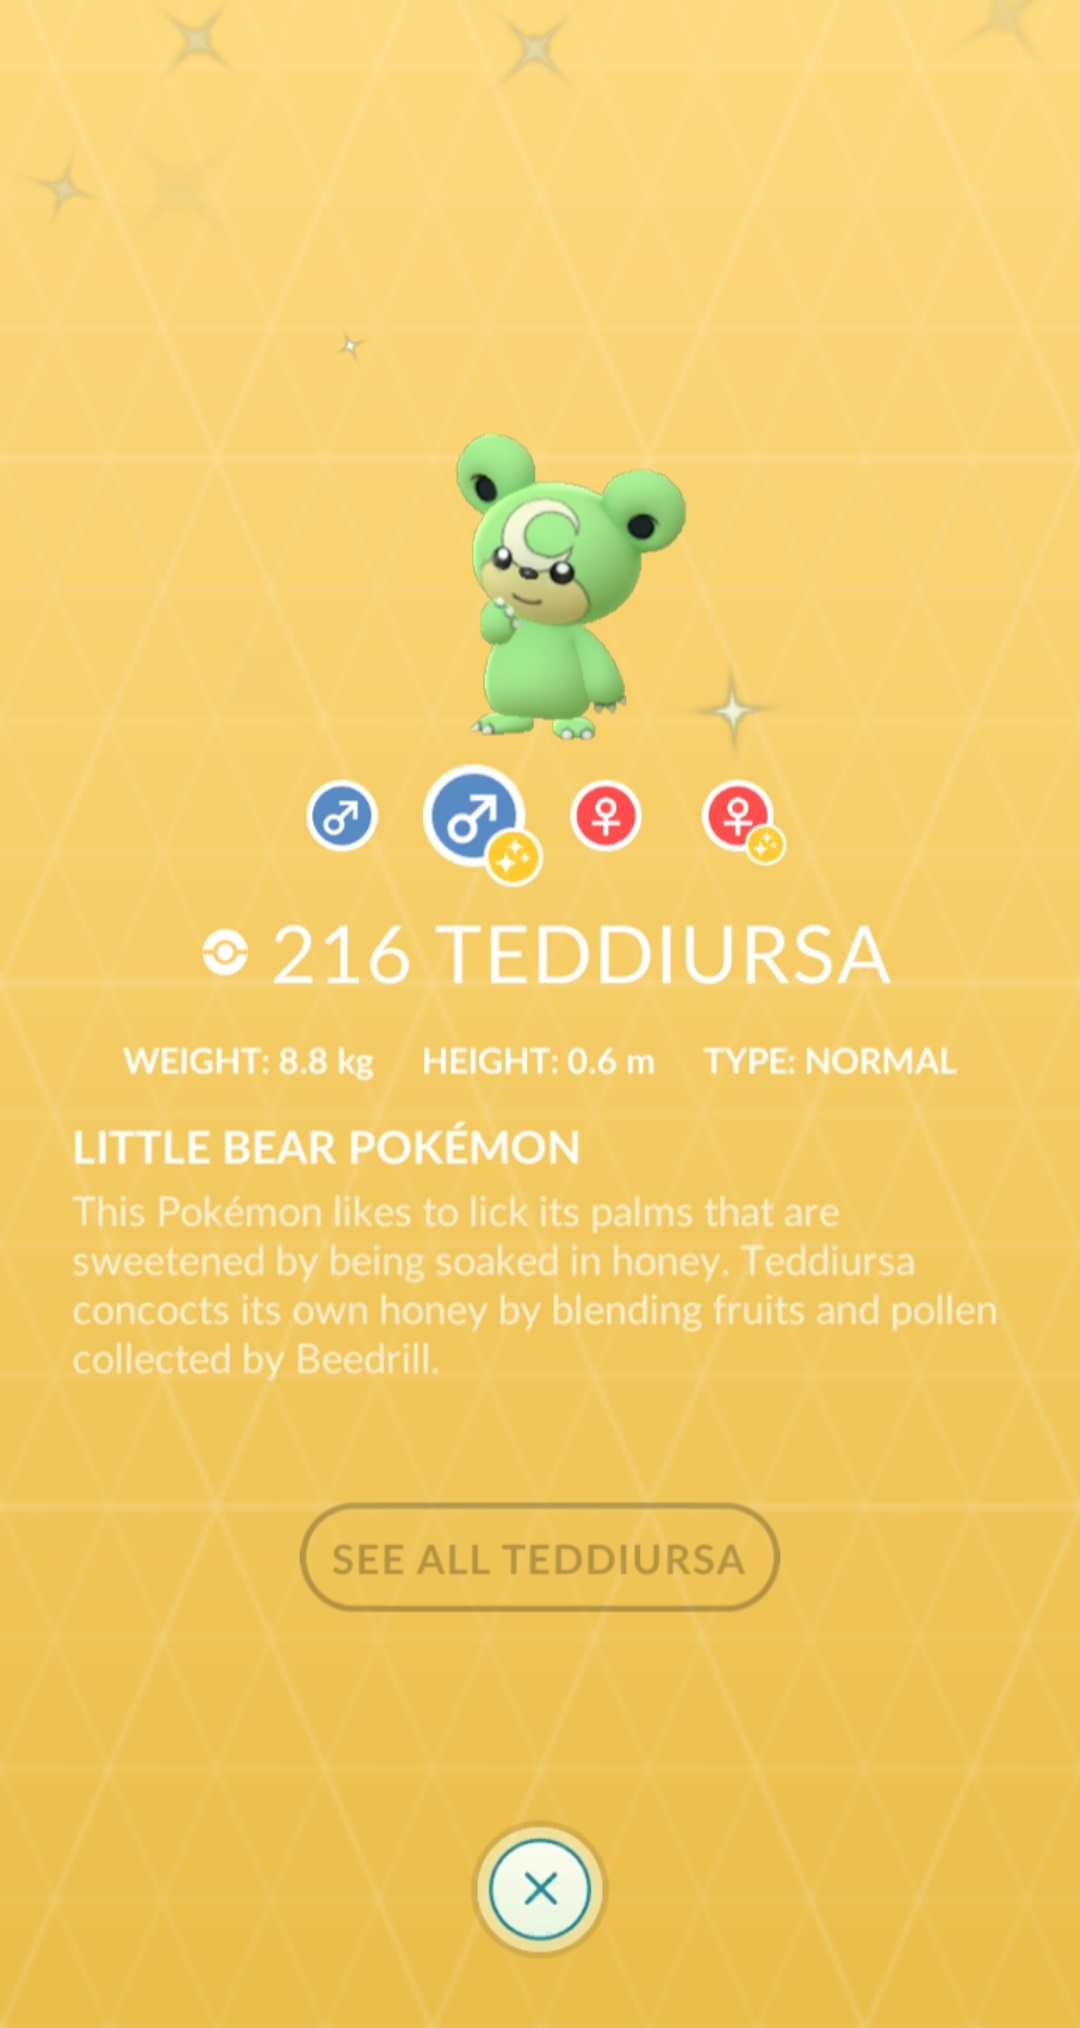 216 TEDDIURSA
WEIGHT: 8.8 kg HEIGHT: 0.6 m TYPE: NORMAL
LITTLE BEAR POKÉMON
This Pokémon likes to lick its palms that are
sweetened by being soaked in honey. Teddiursa
concocts its own honey by blending fruits and pollen
collected by Beedrill.
SEE ALL TEDDIURSA